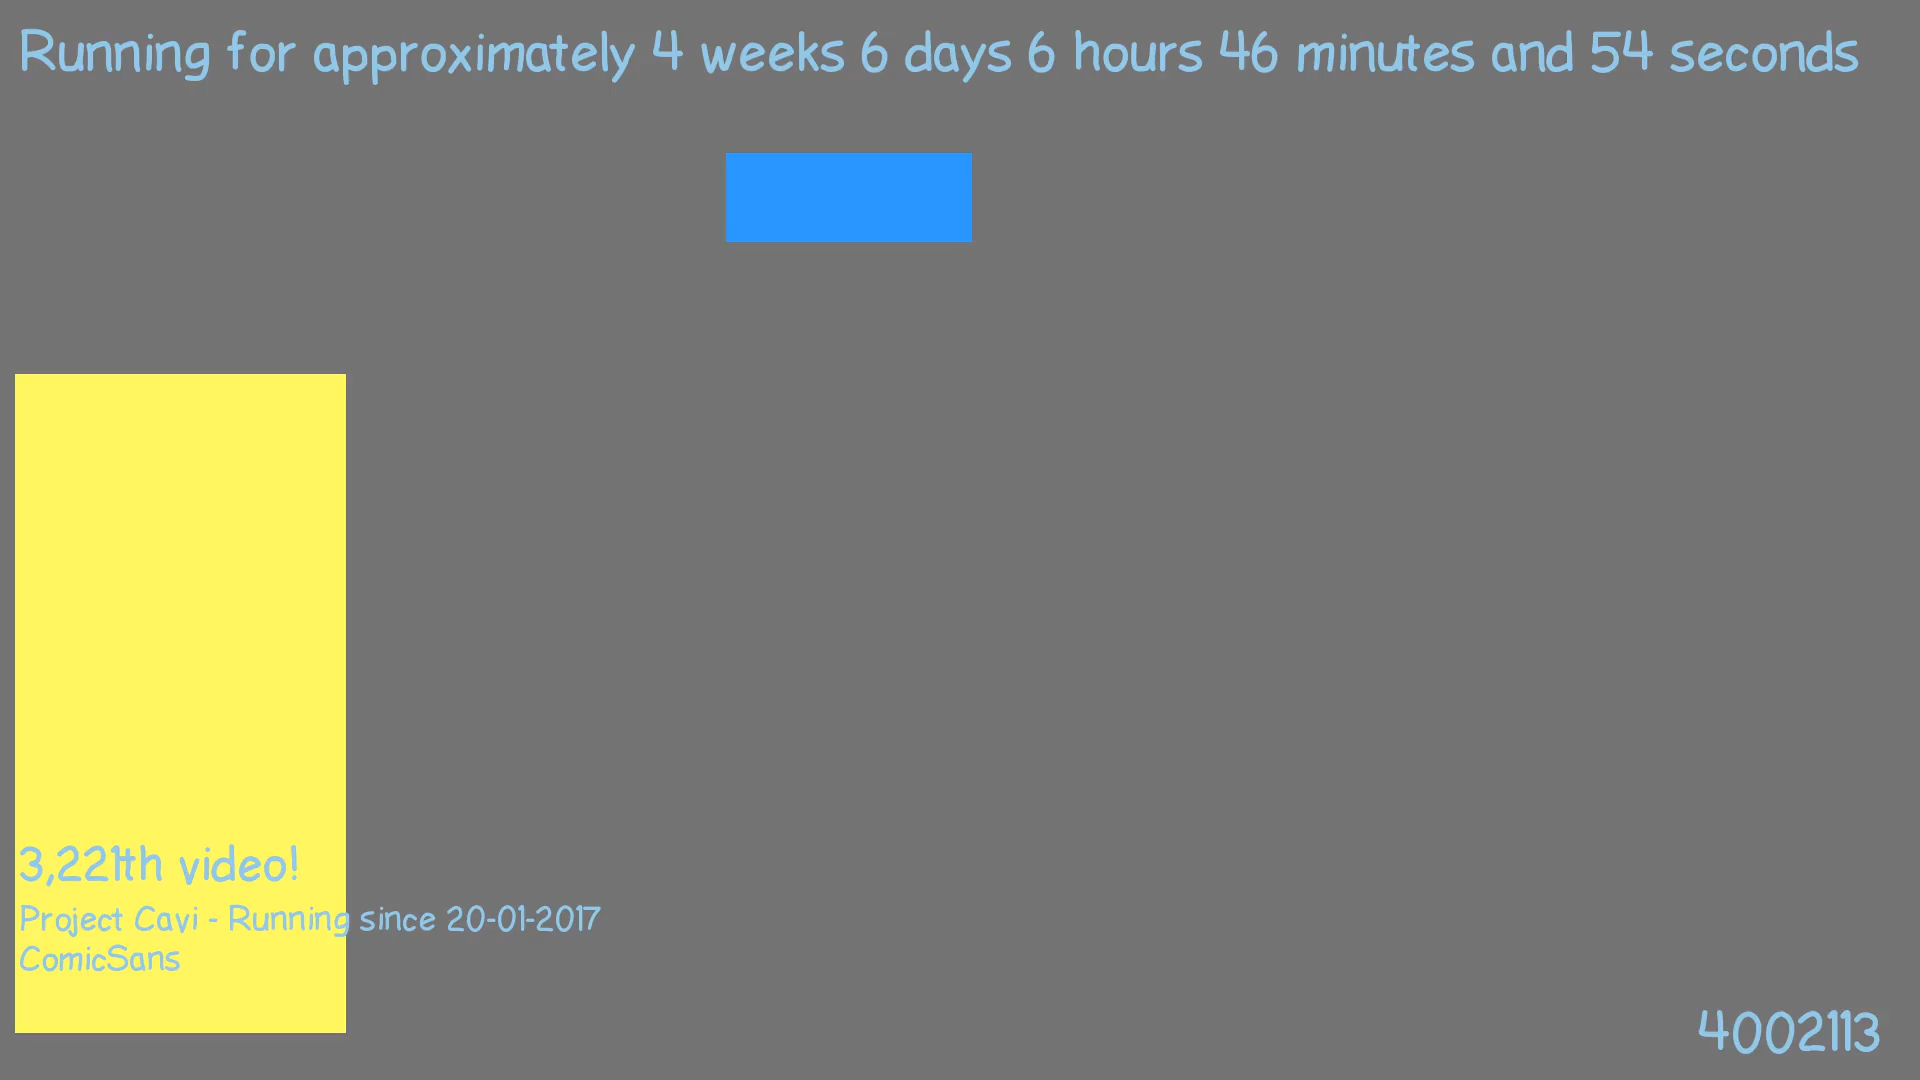 Running for approximately 4 weeks 6 days 6 hours 46 minutes and 54 seconds
3,221th video!
Project Cavi - Running since 20-01-2017
ComicSans
4002113